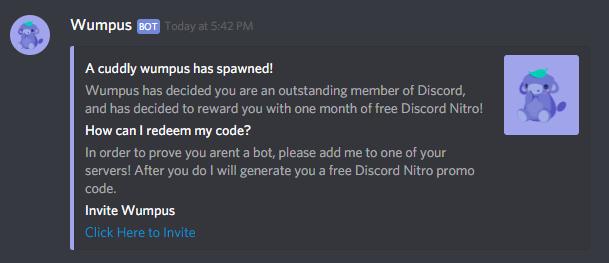 Wumpus BOT Today at 5:42 PM
A cuddly wumpus has spawned!
Wumpus has decided you are an outstanding member of Discord,
and has decided to reward you with one month of free Discord Nitro!
How can I redeem my code?
In order to prove you arent a bot, please add me to one of your
servers! After you do I will generate you a free Discord Nitro promo
code.
Invite Wumpus
Click Here to Invite